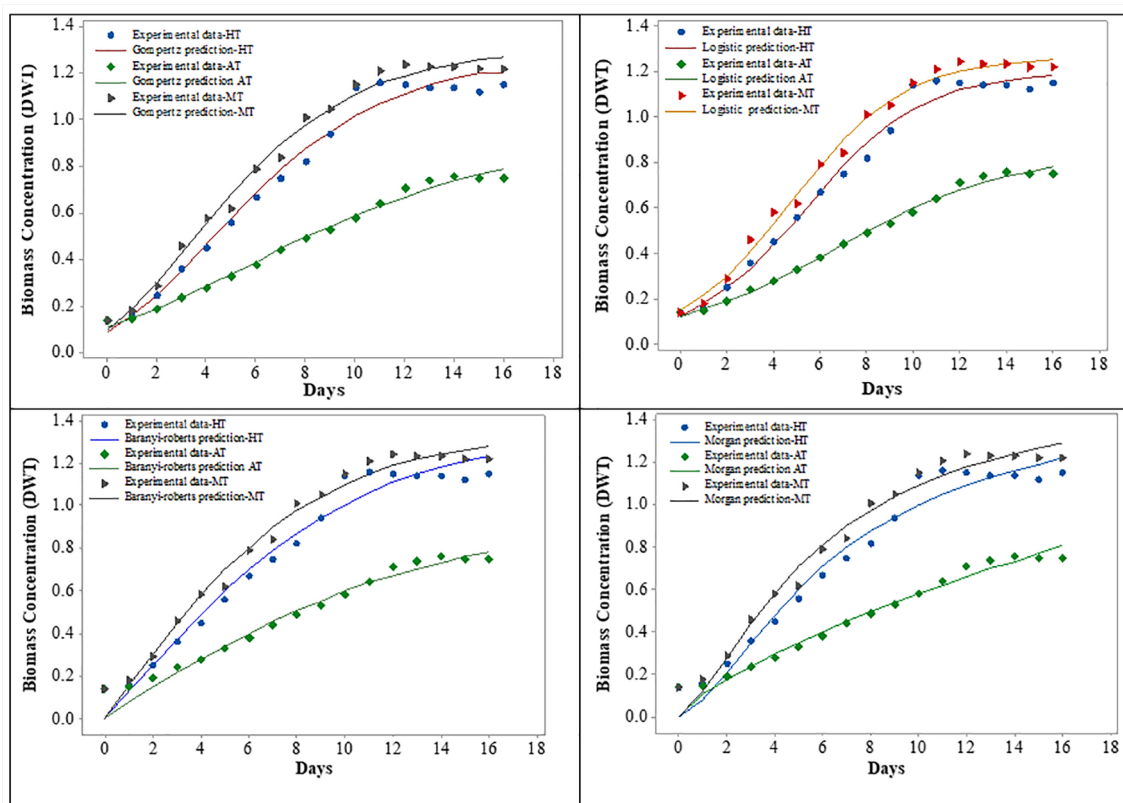 Biomass Concentration (DWT)
1.4
1.2
1.0
0.8
0.6
0.4
0.2
0.0
Experimental data-HT
Gompertz prediction-HT
Experimental data-AT
Gompertz prediction AT
Experimental data-MT
Gompertz prediction-MT
0 2 4 6 8 10 12 14 16 18
Days
Biomass Concentration (DWT)
1.4
1.2
1.0
0.8
0.6
0.4
0.2
0.0
Experimental data-HT
Logistic prediction-HT
Experimental data-AT
Logistic prediction AT
Experimental data-MT
Logistic prediction-MT
0 2 4 6 8 10 12 14 16 18
Days
Biomass Concentration (DWT)
1.4
1.2
1.0
0.8
0.6
0.4
0.2
0.0
Experimental data-HT
Baranyi-roberts prediction-HT
Experimental data-AT
Baranyi-roberts prediction AT
Experimental data-MT
Baranyi-roberts prediction-MT
0 2 4 6 8 10 12 14 16 18
Days
Biomass Concentration (DWT)
1.4
1.2
1.0
0.8
0.6
0.4
0.2
0.0
Experimental data-HT
Morgan prediction-HT
Experimental data-AT
Morgan prediction AT
Experimental data-MT
Morgan prediction-MT
0 2 4 6 8 10 12 14 16 18
Days